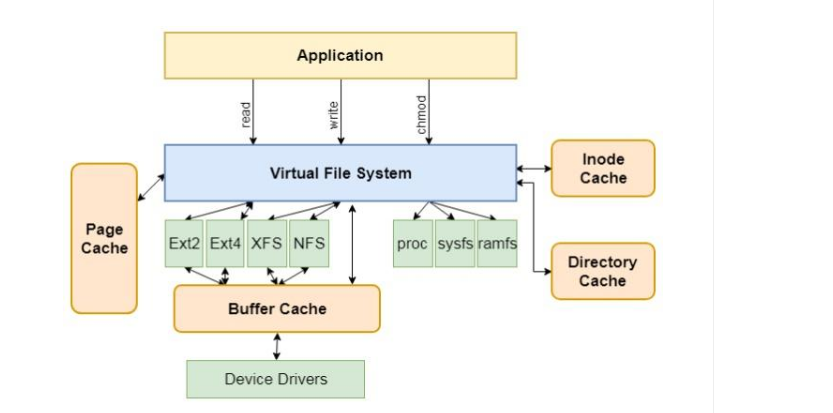 Application
read
write
chmod
Virtual File System
Inode
Cache
Page
Cache
Ext2
Ext4
XFS
NFS
proc
sysfs
ramfs
Directory
Cache
Buffer Cache
Device Drivers